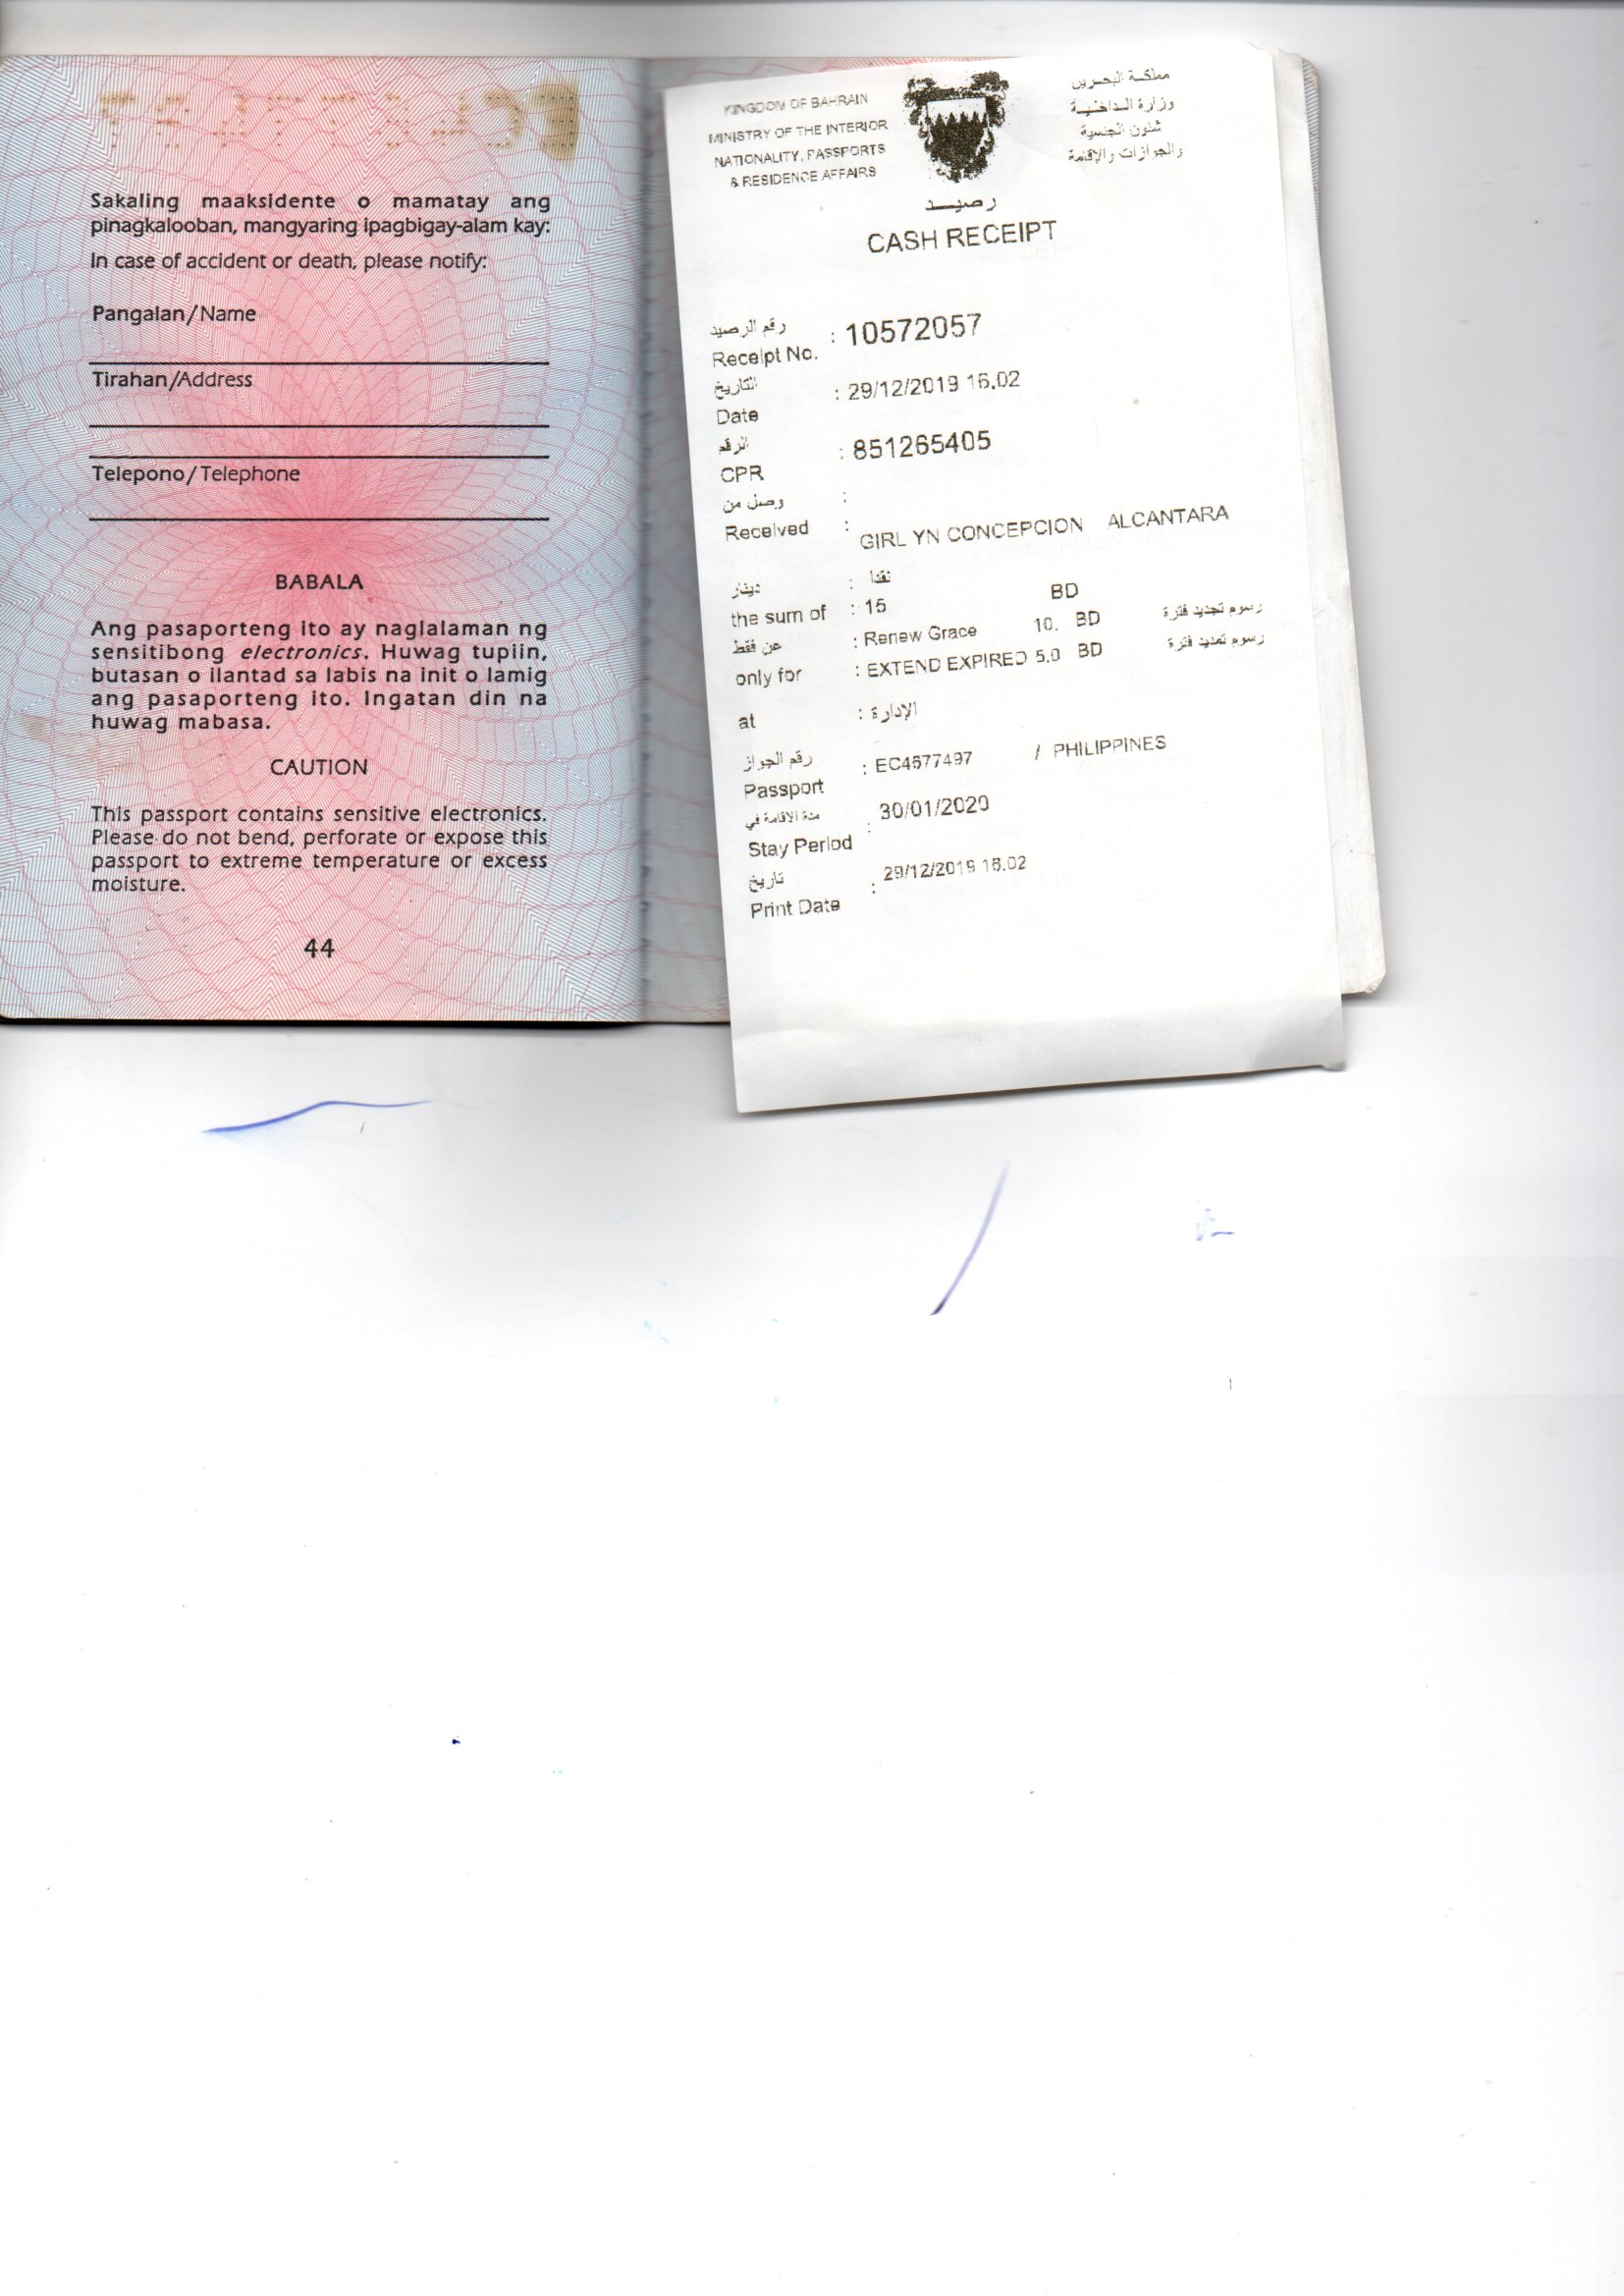 Sakaling maaksidente o mamatay ang
pinagkalooban, mangyaring ipagbigay-alam kay:
In case of accident or death, please notify:
Pangalan/Name
Tirahan/Address
Telepono/Telephone
BABALA
Ang pasaporteng ito ay naglalaman ng
sensitibong electronics. Huwag tupiin,
butasan o ilantad sa labis na init o lamig
ang pasaporteng ito. Ingatan din na
huwag mabasa.
CAUTION
This passport contains sensitive electronics.
Please do not bend, perforate or expose this
passport to extreme temperature or excess
moisture.
44
KINGDOM OF BAHRAIN
MINISTRY OF THE INTERIOR
NATIONALITY, PASSPORTS
& RESIDENCE AFFAIRS
مملكة البحرين
وزارة الداخلية
شئون الجنسية
والجوازات والإقامة
رصيد
CASH RECEIPT
رقم الرصيد
Receipt No. : 10572057
التاريخ
Date : 29/12/2019 16.02
الرقم
CPR : 851265405
وصل من :
Received : GIRL YN CONCEPCION ALCANTARA
دينار : نقدا
the sum of : 15 BD
عن فقط : Renew Grace 10. BD رسوم تجديد فترة
only for : EXTEND EXPIRED 5.0 BD رسوم تمديد فترة
at : الإدارة
رقم الجواز
Passport : EC4577497 / PHILIPPINES
مدة الاقامة في
Stay Period : 30/01/2020
تاريخ
Print Date : 29/12/2019 16.02